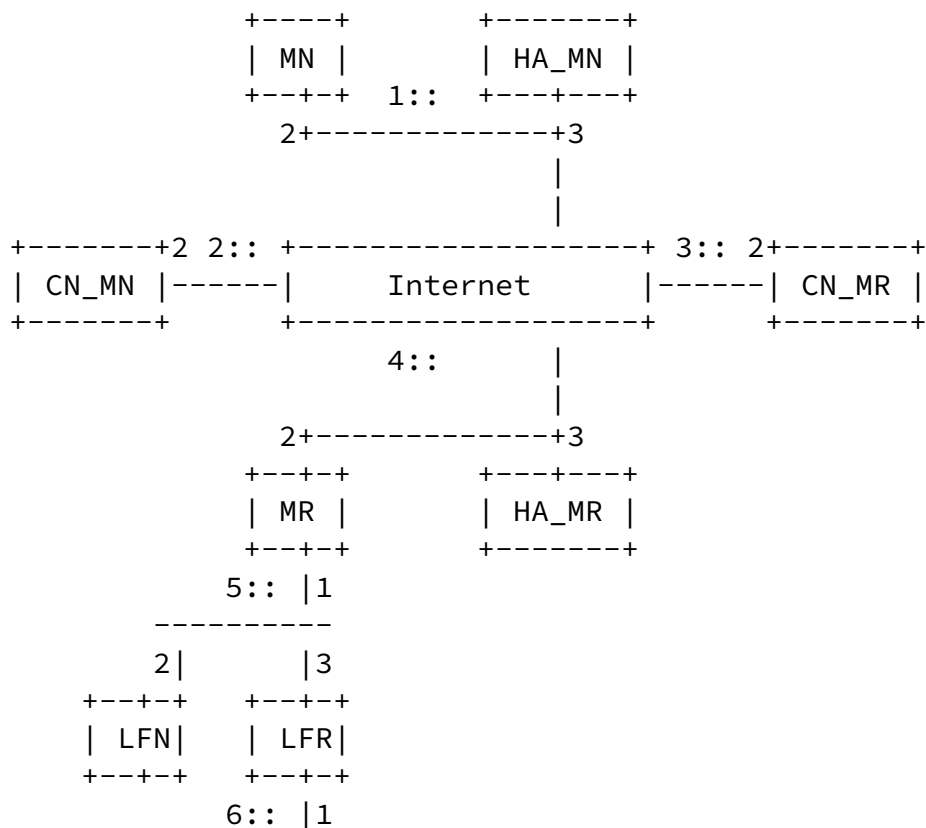 +----+        +-------+
| MN |        | HA_MN |
+--+-+  1::  +---+---+
2+-------------+3
|
|
+-------+2 2:: +-------------------+ 3:: 2+-------+
| CN_MN |------|     Internet      |------| CN_MR |
+-------+      +-------------------+      +-------+
4::      |
|
2+-------------+3
+--+-+       +---+---+
| MR |       | HA_MR |
+--+-+       +-------+
5:: |1
----------
2|      |3
+--+-+   +--+-+
| LFN|   | LFR|
+--+-+   +--+-+
6:: |1